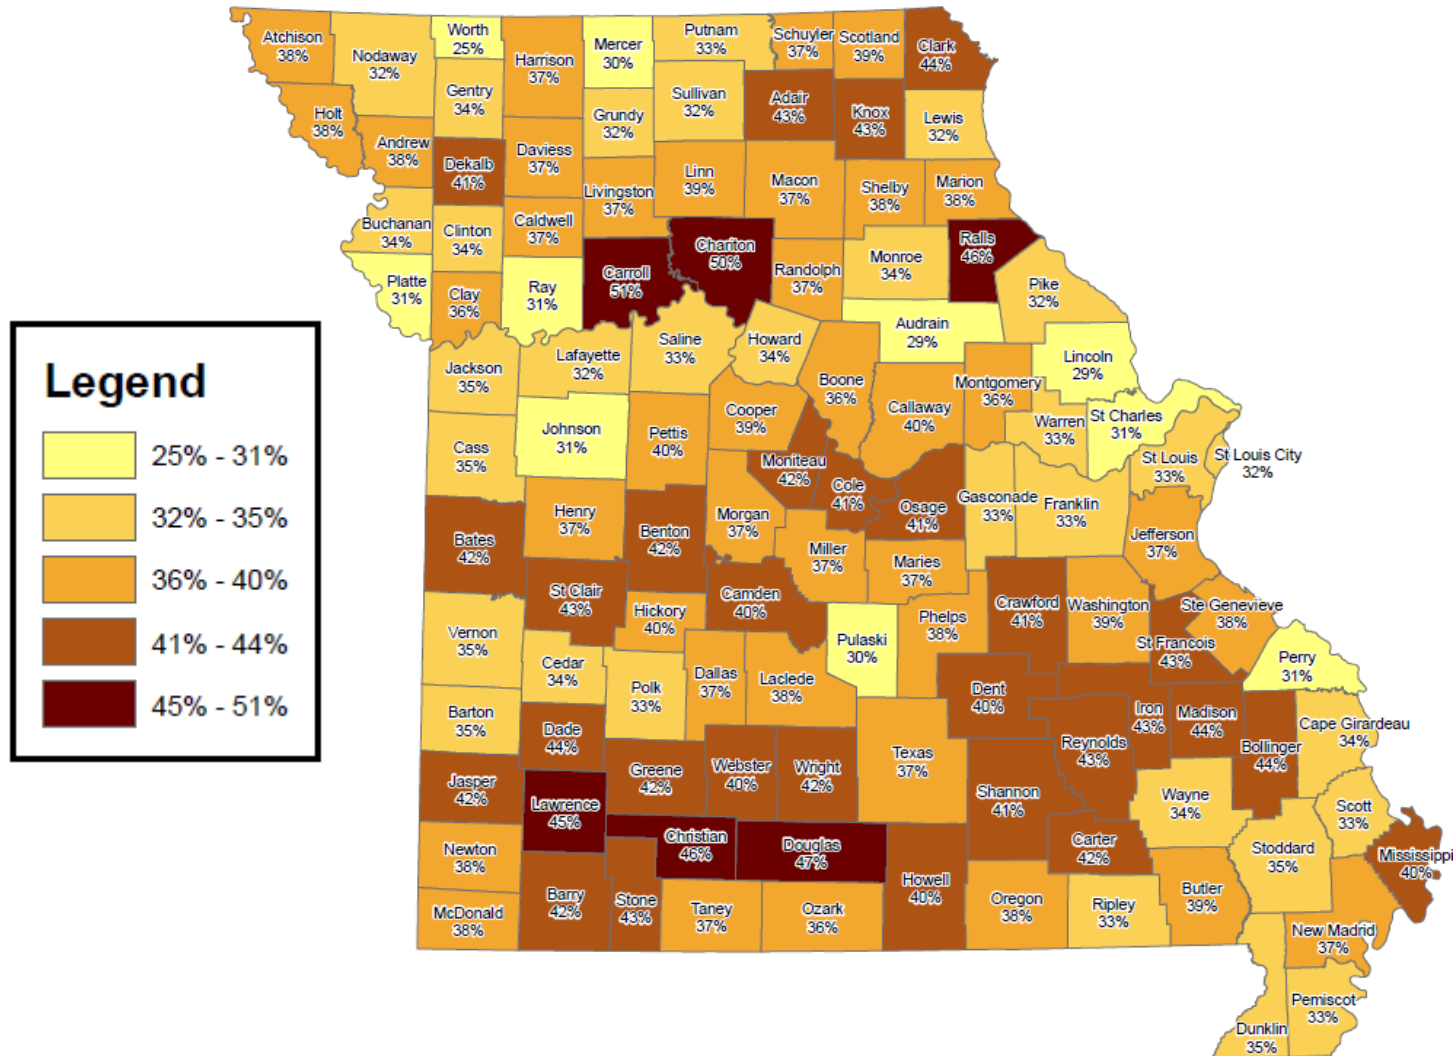 Atchison
38%
Nodaway
32%
Worth
25%
Harrison
37%
Mercer
30%
Putnam
33%
Schuyler
37%
Scotland
39%
Clark
44%
Holt
38%
Andrew
38%
Gentry
34%
Grundy
32%
Sullivan
32%
Adair
43%
Knox
43%
Lewis
32%
Dekalb
41%
Daviess
37%
Livingston
37%
Linn
39%
Macon
37%
Shelby
38%
Marion
38%
Buchanan
34%
Clinton
34%
Caldwell
37%
Carroll
51%
Chariton
50%
Randolph
37%
Monroe
34%
Ralls
46%
Pike
32%
Platte
31%
Clay
36%
Ray
31%
Saline
33%
Howard
34%
Audrain
29%
Lincoln
29%
Jackson
35%
Lafayette
32%
Boone
36%
Callaway
40%
Montgomery
36%
Warren
33%
St Charles
31%
St Louis
33%
St Louis City
32%
Cass
35%
Johnson
31%
Pettis
40%
Cooper
39%
Moniteau
42%
Cole
41%
Osage
41%
Gasconade
33%
Franklin
33%
Jefferson
37%
Bates
42%
Henry
37%
Benton
42%
Morgan
37%
Miller
37%
Maries
37%
St Clair
43%
Hickory
40%
Camden
40%
Pulaski
30%
Phelps
38%
Crawford
41%
Washington
39%
Ste Genevieve
38%
St Francois
43%
Perry
31%
Vernon
35%
Cedar
34%
Polk
33%
Dallas
37%
Laclede
38%
Dent
40%
Iron
43%
Madison
44%
Bollinger
44%
Cape Girardeau
34%
Barton
35%
Dade
44%
Greene
42%
Webster
40%
Wright
42%
Texas
37%
Shannon
41%
Reynolds
43%
Wayne
34%
Scott
33%
Jasper
42%
Lawrence
45%
Christian
46%
Douglas
47%
Carter
42%
Stoddard
35%
Mississippi
40%
Newton
38%
Barry
42%
Stone
43%
Taney
37%
Ozark
36%
Howell
40%
Oregon
38%
Ripley
33%
Butler
39%
New Madrid
37%
McDonald
38%
Pemiscot
33%
Dunklin
35%
Legend
25% - 31%
32% - 35%
36% - 40%
41% - 44%
45% - 51%